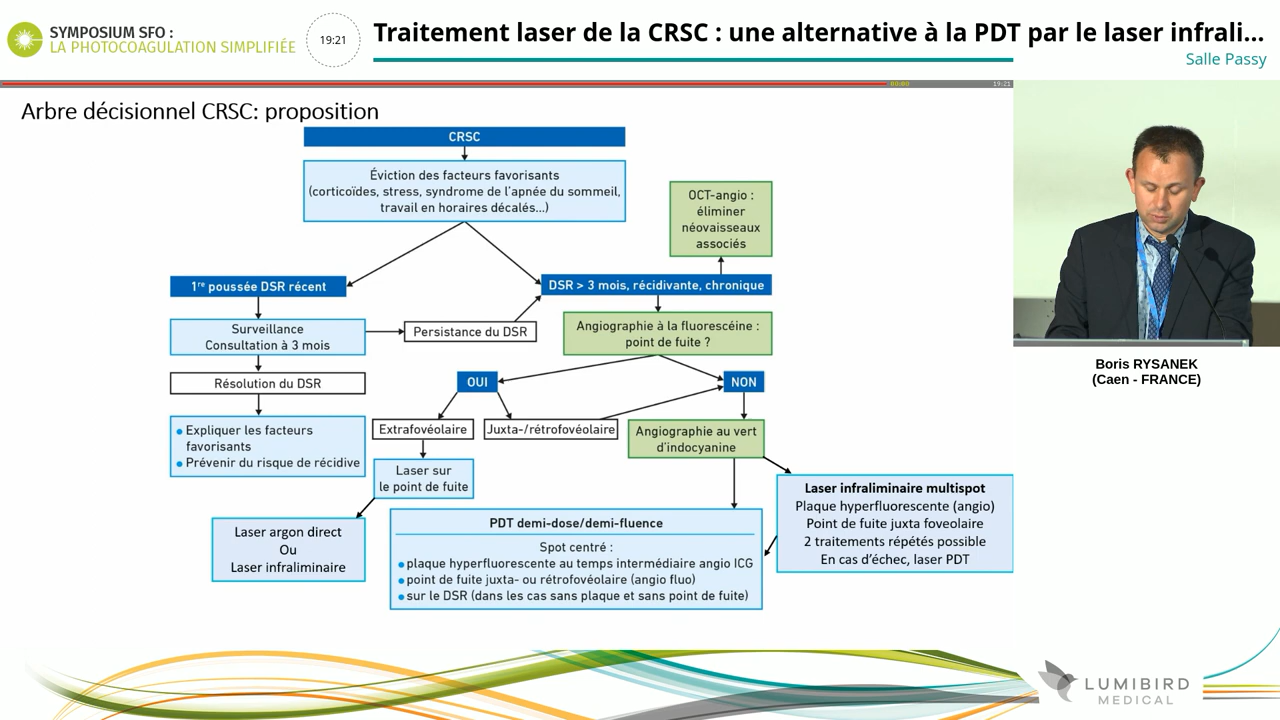 SYMPOSIUM SFO :
LA PHOTOCOAGULATION SIMPLIFIÉE
19:21
Traitement laser de la CRSC : une alternative à la PDT par le laser infrali...
Salle Passy
00:00
19:21
Arbre décisionnel CRSC: proposition
CRSC
Éviction des facteurs favorisants
(corticoïdes, stress, syndrome de l'apnée du sommeil,
travail en horaires décalés...)
OCT-angio :
éliminer
néovaisseaux
associés
1re poussée DSR récent
DSR > 3 mois, récidivante, chronique
Surveillance
Consultation à 3 mois
Persistance du DSR
Angiographie à la fluorescéine :
point de fuite ?
Résolution du DSR
OUI
NON
• Expliquer les facteurs
favorisants
• Prévenir du risque de récidive
Extrafovéolaire
Juxta-/rétrofovéolaire
Angiographie au vert
d'indocyanine
Laser sur
le point de fuite
Laser argon direct
Ou
Laser infraliminaire
PDT demi-dose/demi-fluence
Spot centré :
• plaque hyperfluorescente au temps intermédiaire angio ICG
• point de fuite juxta- ou rétrofovéolaire (angio fluo)
• sur le DSR (dans les cas sans plaque et sans point de fuite)
Laser infraliminaire multispot
Plaque hyperfluorescente (angio)
Point de fuite juxta foveolaire
2 traitements répétés possible
En cas d'échec, laser PDT
Boris RYSANEK
(Caen - FRANCE)
LUMIBIRD
MEDICAL